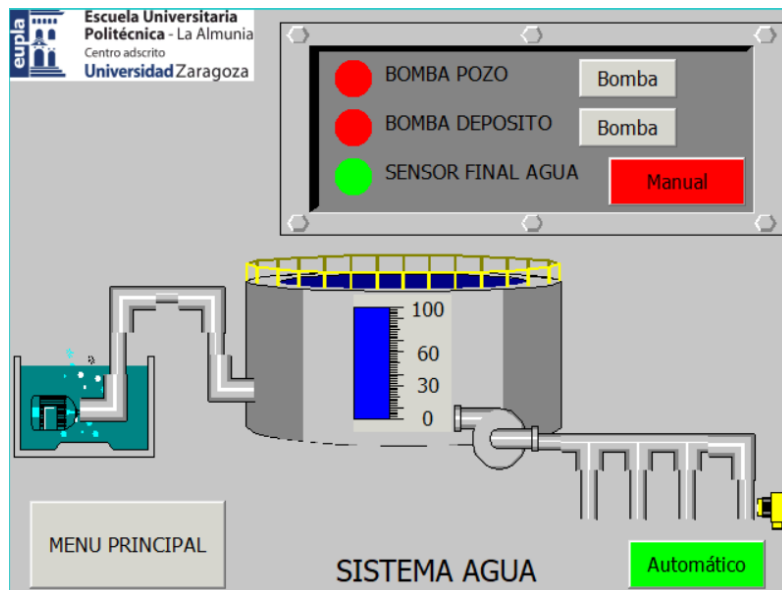 eupla
Escuela Universitaria
Politécnica - La Almunia
Centro adscrito
Universidad Zaragoza
BOMBA POZO
Bomba
BOMBA DEPOSITO
Bomba
SENSOR FINAL AGUA
Manual
100
60
30
0
MENU PRINCIPAL
SISTEMA AGUA
Automático